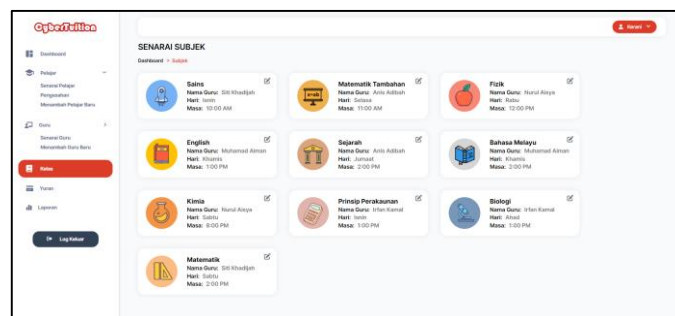 CyberTuition
Kerani
Dashboard
Pelajar
Senarai Pelajar
Pengesahan
Menambah Pelajar Baru
Guru
Senarai Guru
Menambah Guru Baru
Kelas
Yuran
Laporan
Log Keluar
SENARAI SUBJEK
Dashboard > Subjek
Sains
Nama Guru: Siti Khadijah
Hari: Isnin
Masa: 10:00 AM
Matematik Tambahan
Nama Guru: Anis Adibah
Hari: Selasa
Masa: 11:00 AM
Fizik
Nama Guru: Nurul Alsya
Hari: Rabu
Masa: 12:00 PM
English
Nama Guru: Muhamad Aiman
Hari: Khamis
Masa: 1:00 PM
Sejarah
Nama Guru: Anis Adibah
Hari: Jumaat
Masa: 2:00 PM
Bahasa Melayu
Nama Guru: Muhamad Aiman
Hari: Khamis
Masa: 2:00 PM
Kimia
Nama Guru: Nurul Alsya
Hari: Sabtu
Masa: 8:00 PM
Prinsip Perakaunan
Nama Guru: Irfan Kamal
Hari: Isnin
Masa: 1:00 PM
Biologi
Nama Guru: Irfan Kamal
Hari: Ahad
Masa: 1:00 PM
Matematik
Nama Guru: Siti Khadijah
Hari: Sabtu
Masa: 2:00 PM